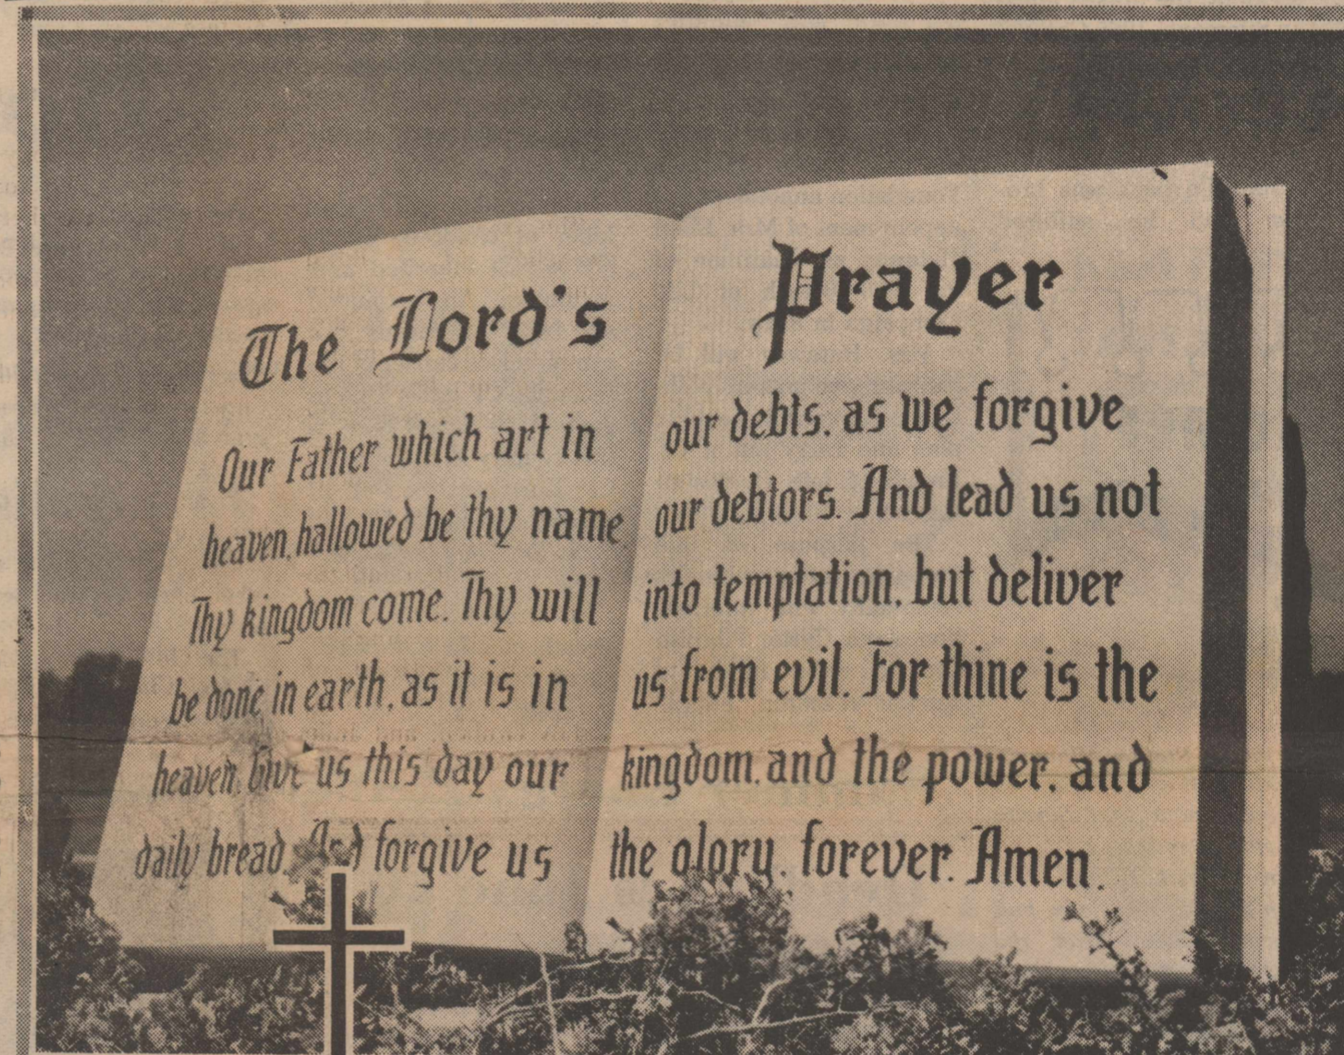 The Lord's
Our Father which art in
heaven, hallowed be thy name
Thy kingdom come. Thy will
be done in earth, as it is in
heaven. Give us this day our
daily bread. And forgive us
Prayer
our debts, as we forgive
our debtors. And lead us not
into temptation, but deliver
us from evil. For thine is the
kingdom, and the power, and
the glory, forever. Amen.